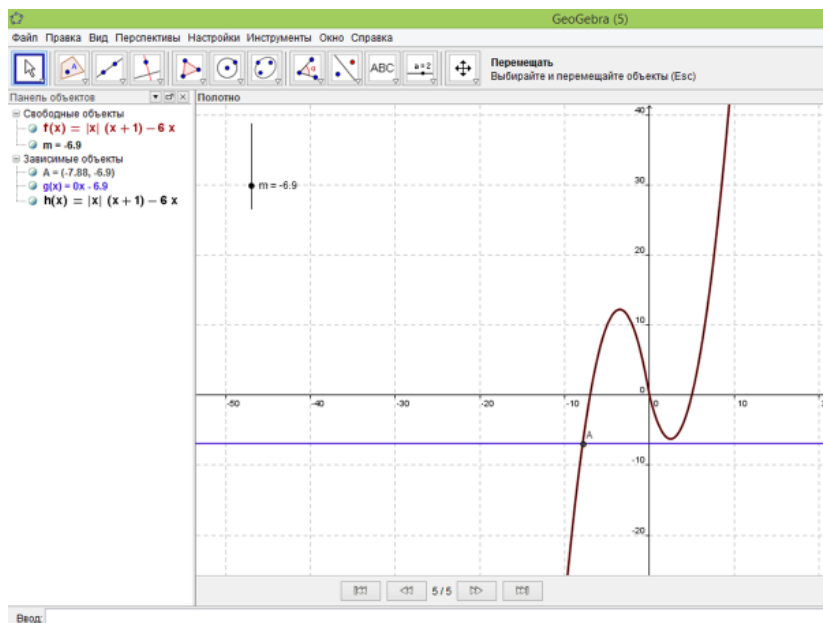 GeoGebra (5)
Файл Правка Вид Перспективы Настройки Инструменты Окно Справка
A
α
ABC
a=2
Перемещать
Выбирайте и перемещайте объекты (Esc)
Панель объектов
Полотно
Свободные объекты
f(x) = |x| (x + 1) − 6 x
m = -6.9
Зависимые объекты
A = (-7.88, -6.9)
g(x) = 0x - 6.9
h(x) = |x| (x + 1) − 6 x
m = -6.9
40
30
20
10
0
-50 -40 -30 -20 -10 0 10
A
-10
-20
5 / 5
Ввод: